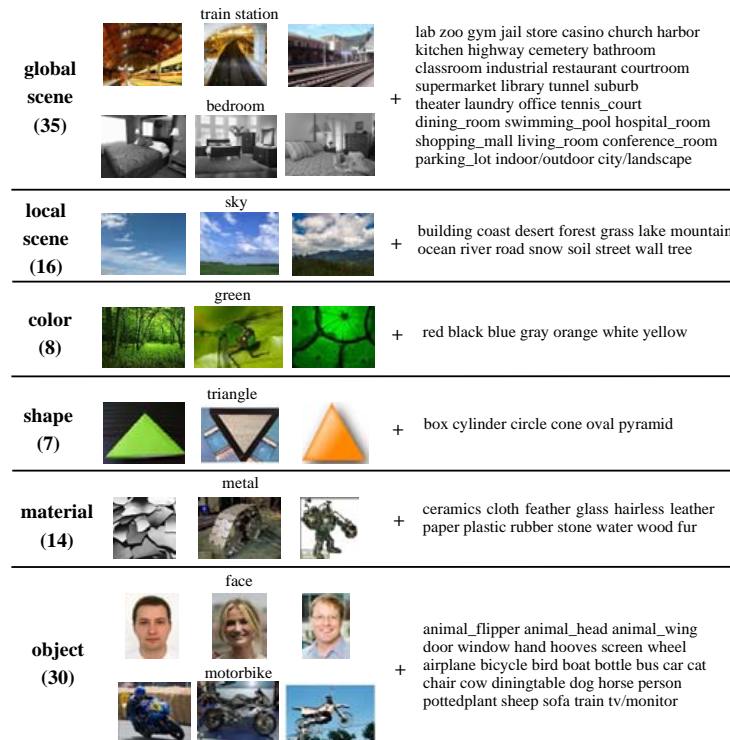 train station
global
scene
(35)
bedroom
+
lab zoo gym jail store casino church harbor
kitchen highway cemetery bathroom
classroom industrial restaurant courtroom
supermarket library tunnel suburb
theater laundry office tennis_court
dining_room swimming_pool hospital_room
shopping_mall living_room conference_room
parking_lot indoor/outdoor city/landscape
local
scene
(16)
sky
+
building coast desert forest grass lake mountain
ocean river road snow soil street wall tree
color
(8)
green
+
red black blue gray orange white yellow
shape
(7)
triangle
+
box cylinder circle cone oval pyramid
material
(14)
metal
+
ceramics cloth feather glass hairless leather
paper plastic rubber stone water wood fur
object
(30)
face
motorbike
+
animal_flipper animal_head animal_wing
door window hand hooves screen wheel
airplane bicycle bird boat bottle bus car cat
chair cow diningtable dog horse person
pottedplant sheep sofa train tv/monitor